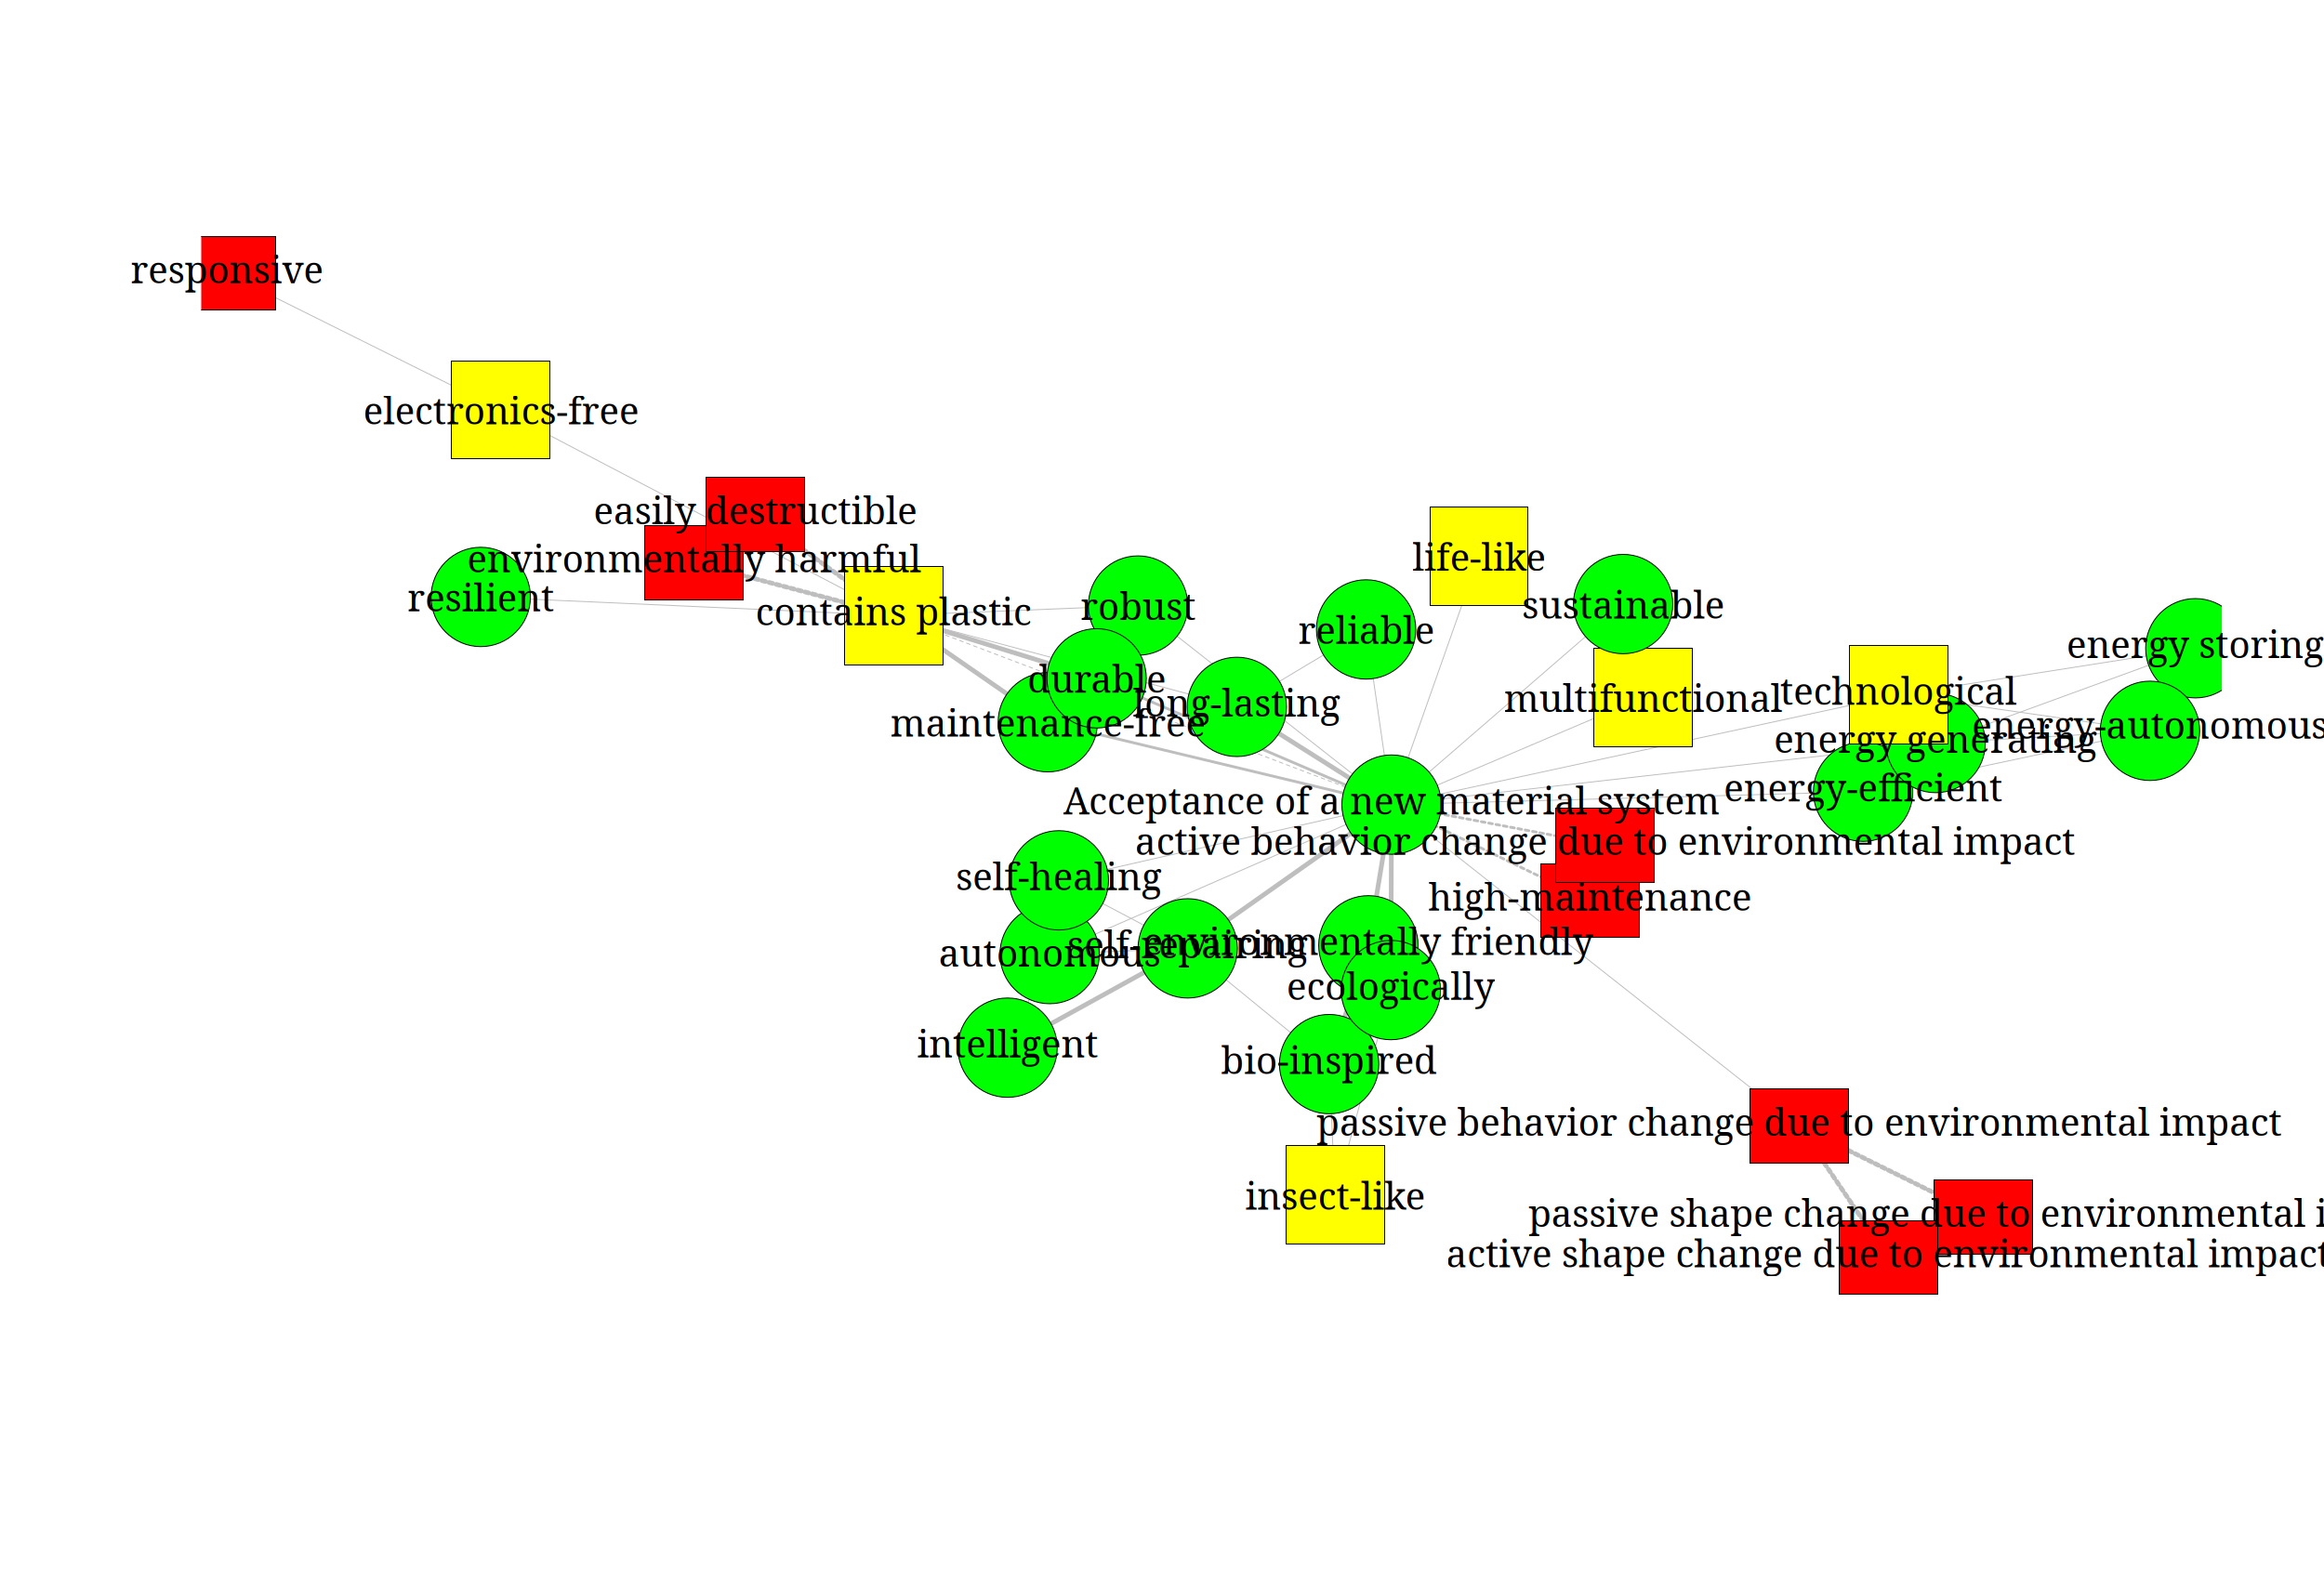 responsive
electronics-free
easily destructible
environmentally harmful
resilient
contains plastic
robust
reliable
life-like
sustainable
energy storing
durable
long-lasting
maintenance-free
multifunctional
technological
energy-autonomous
energy generating
energy-efficient
Acceptance of a new material system
active behavior change due to environmental impact
self-healing
high-maintenance
autonomous
self-repairing
environmentally friendly
ecologically
intelligent
bio-inspired
passive behavior change due to environmental impact
insect-like
passive shape change due to environmental i
active shape change due to environmental impact